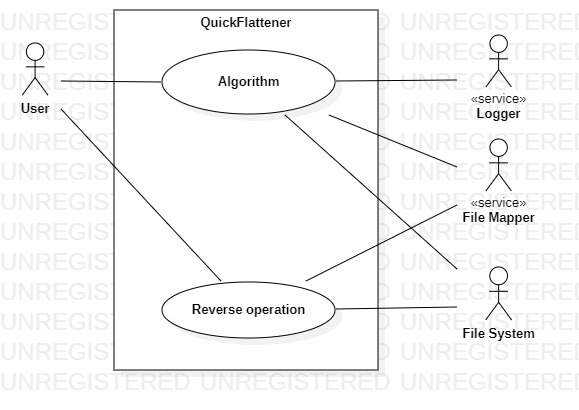 QuickFlattener
Algorithm
User
«service»
Logger
«service»
File Mapper
Reverse operation
File System
UNREGISTERED UNREGISTERED UNREGISTERED